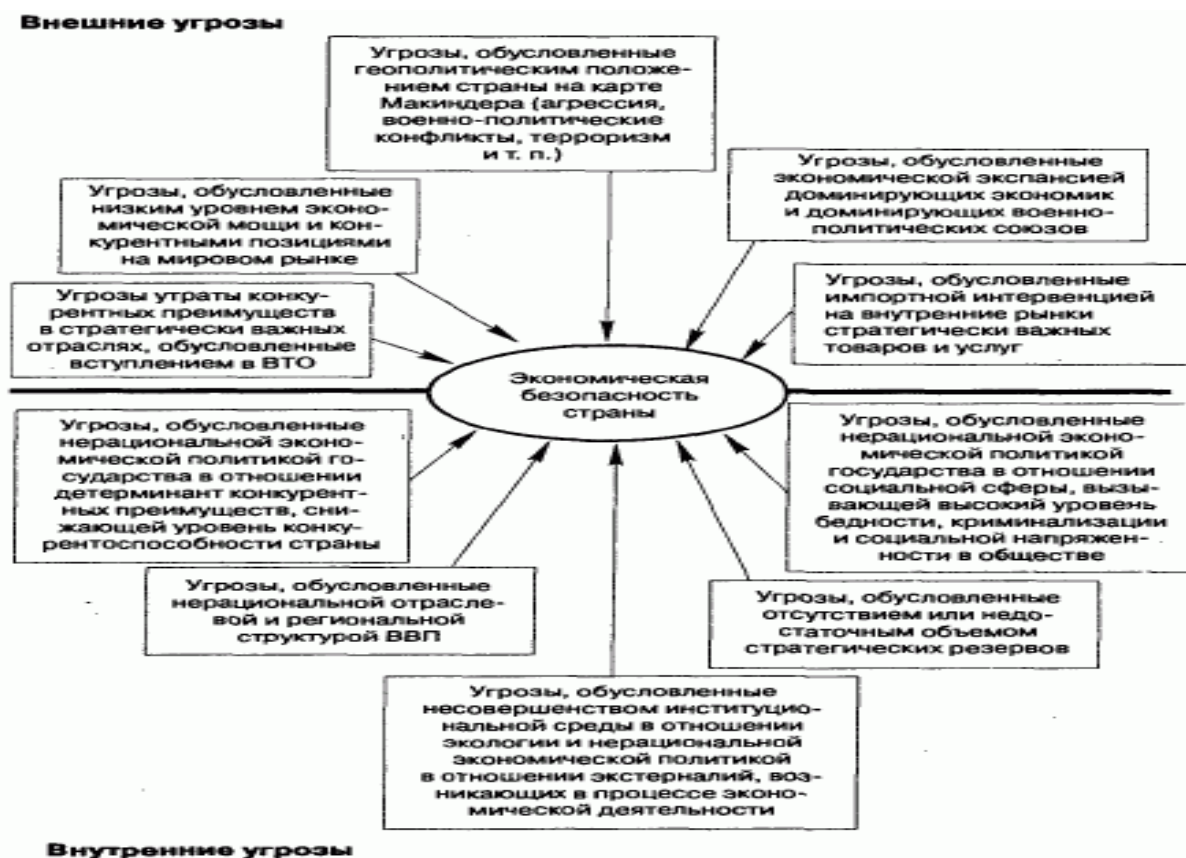 Внешние угрозы
Угрозы, обусловленные
геополитическим положе-
нием страны на карте
Макиндера (агрессия,
военно-политические
конфликты, терроризм
и т. п.)
Угрозы, обусловленные
низким уровнем эконо-
мической мощи и кон-
курентными позициями
на мировом рынке
Угрозы, обусловленные
экономической экспансией
доминирующих экономик
и доминирующих военно-
политических союзов
Угрозы утраты конку-
рентных преимуществ
в стратегически важных
отраслях, обусловленные
вступлением в ВТО
Угрозы, обусловленные
импортной интервенцией
на внутренние рынки
стратегически важных
товаров и услуг
Экономическая
безопасность
страны
Угрозы, обусловленные
нерациональной эконо-
мической политикой го-
сударства в отношении
детерминант конкурент-
ных преимуществ, сни-
жающей уровень конку-
рентоспособности страны
Угрозы, обусловленные
нерациональной эконо-
мической политикой
государства в отношении
социальной сферы, вызы-
вающей высокий уровень
бедности, криминализации
и социальной напряжен-
ности в обществе
Угрозы, обусловленные
нерациональной отрасле-
вой и региональной
структурой ВВП
Угрозы, обусловленные
отсутствием или недо-
статочным объемом
стратегических резервов
Угрозы, обусловленные
несовершенством институцио-
нальной среды в отношении
экологии и нерациональной
экономической политикой
в отношении экстерналий, воз-
никающих в процессе эконо-
мической деятельности
Внутренние угрозы